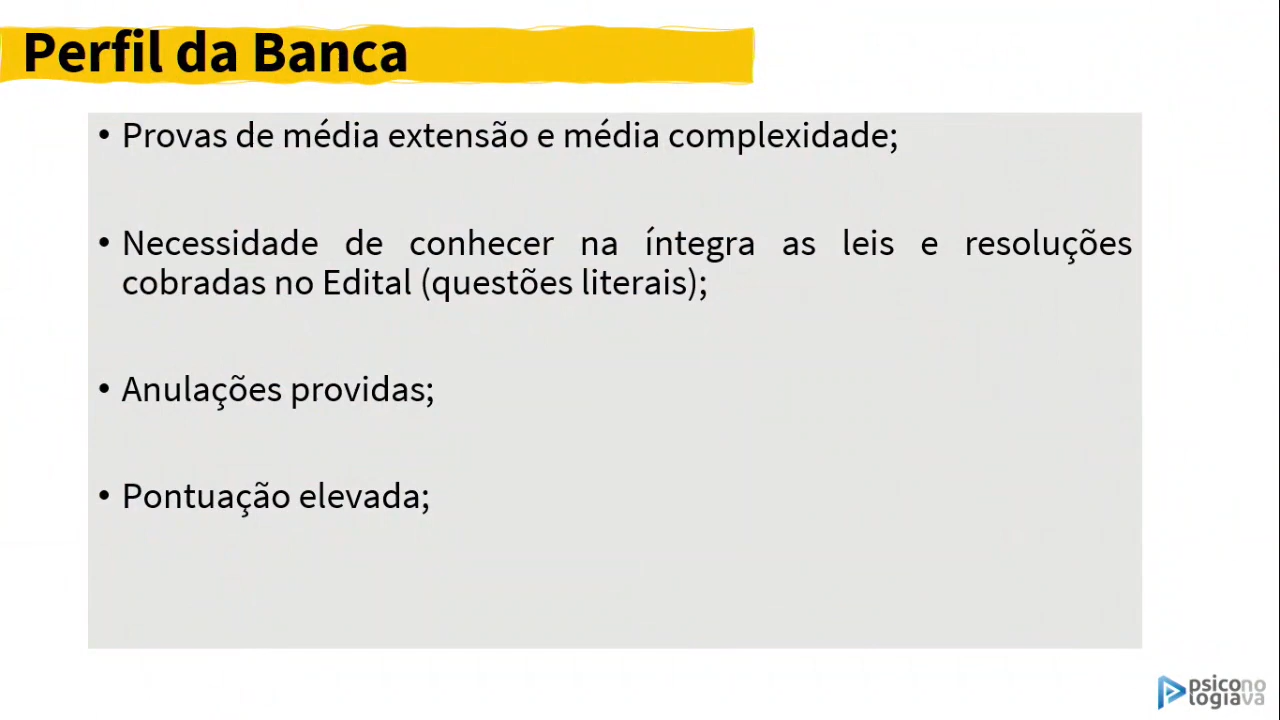 Perfil da Banca
• Provas de média extensão e média complexidade;
• Necessidade de conhecer na íntegra as leis e resoluções
cobradas no Edital (questões literais);
• Anulações providas;
• Pontuação elevada;
psicono
logiava